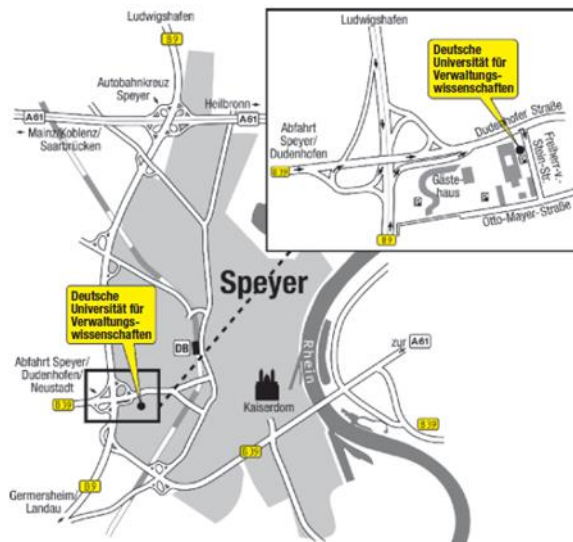 Ludwigshafen
B 9
Autobahnkreuz
Speyer
Heilbronn
A61
A61
Mainz/Koblenz/
Saarbrücken
Ludwigshafen
Deutsche
Universität für
Verwaltungs-
wissenschaften
Abfahrt
Speyer/
Dudenhofen
B 39
Dudenhofer Straße
Freiherr-v.-
Stein-Str.
Gäste-
haus
Otto-Mayer-Straße
B 9
Speyer
Deutsche
Universität für
Verwaltungs-
wissenschaften
DB
Rhein
zur
A61
Abfahrt Speyer/
Dudenhofen/
Neustadt
B 39
Kaiserdom
B 39
B 39
B 9
Germersheim/
Landau